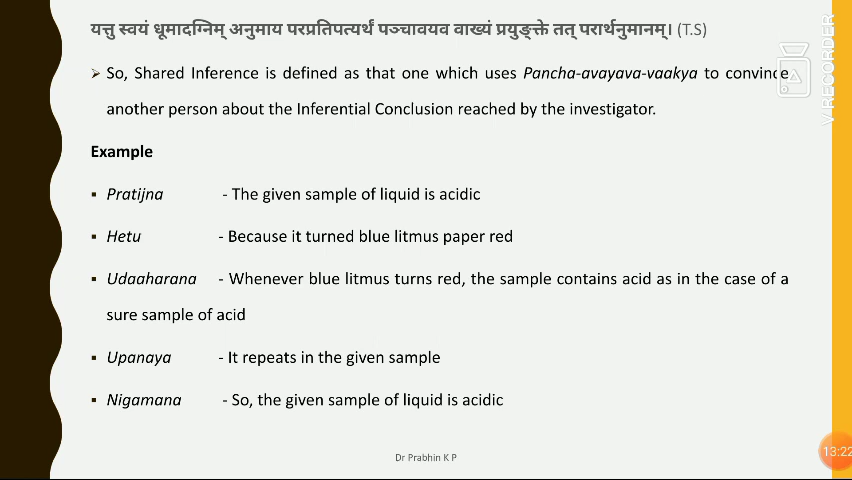 यत्तु स्वयं धूमादग्निम् अनुमाय परप्रतिपत्यर्थं पञ्चावयव वाख्यं प्रयुङ्क्ते तत् परार्थनुमानम्। (T.S)
➢ So, Shared Inference is defined as that one which uses Pancha-avayava-vaakya to convince
another person about the Inferential Conclusion reached by the investigator.
Example
▪ Pratijna - The given sample of liquid is acidic
▪ Hetu - Because it turned blue litmus paper red
▪ Udaaharana - Whenever blue litmus turns red, the sample contains acid as in the case of a
sure sample of acid
▪ Upanaya - It repeats in the given sample
▪ Nigamana - So, the given sample of liquid is acidic
Dr Prabhin K P
V RECORDER
13:22